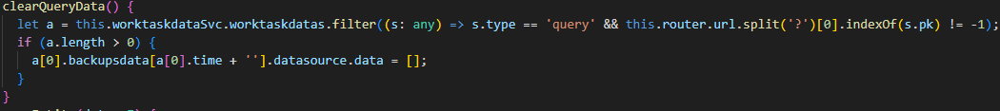 clearQueryData() {
let a = this.worktaskdataSvc.worktaskdatas.filter((s: any) => s.type == 'query' && this.router.url.split('?')[0].indexOf(s.pk) != -1);
if (a.length > 0) {
a[0].backupsdata[a[0].time + ''].datasource.data = [];
}
}